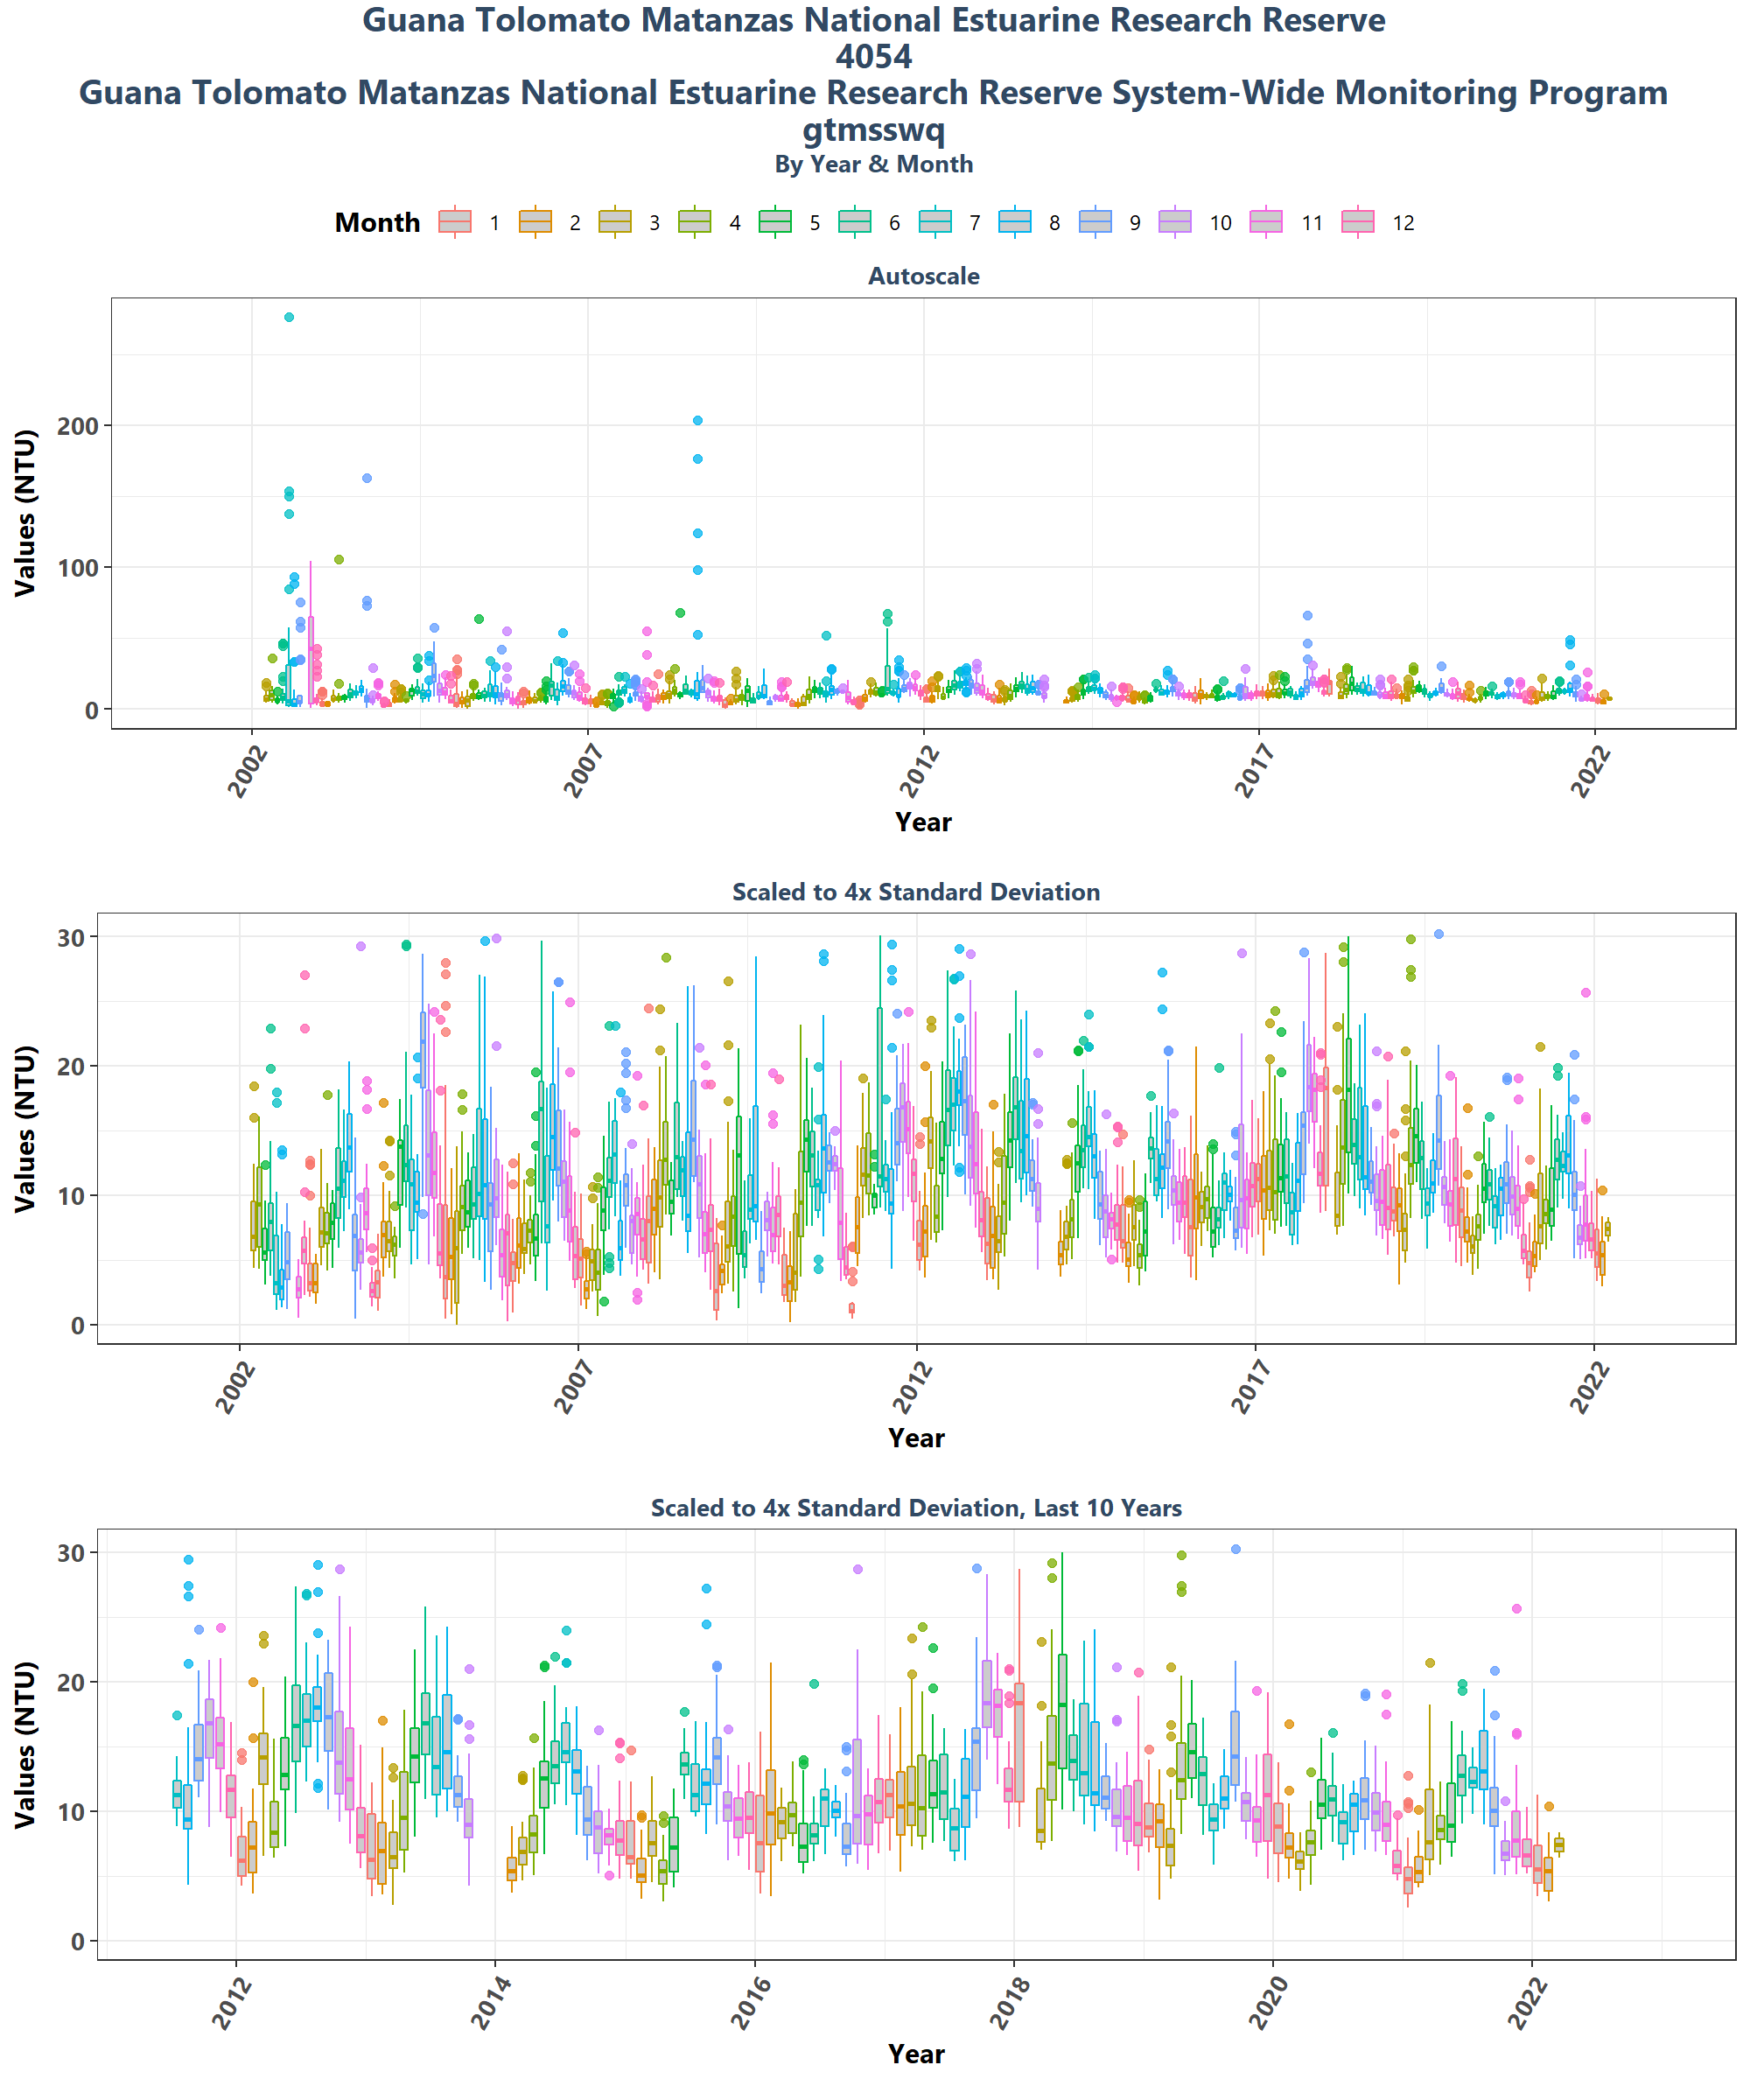 Guana Tolomato Matanzas National Estuarine Research Reserve
4054
Guana Tolomato Matanzas National Estuarine Research Reserve System-Wide Monitoring Program
gtmsswq
By Year & Month
Month 1 2 3 4 5 6 7 8 9 10 11 12
Autoscale
Values (NTU)
200
100
0
2002 2007 2012 2017 2022
Year
Scaled to 4x Standard Deviation
Values (NTU)
30
20
10
0
2002 2007 2012 2017 2022
Year
Scaled to 4x Standard Deviation, Last 10 Years
Values (NTU)
30
20
10
0
2012 2014 2016 2018 2020 2022
Year